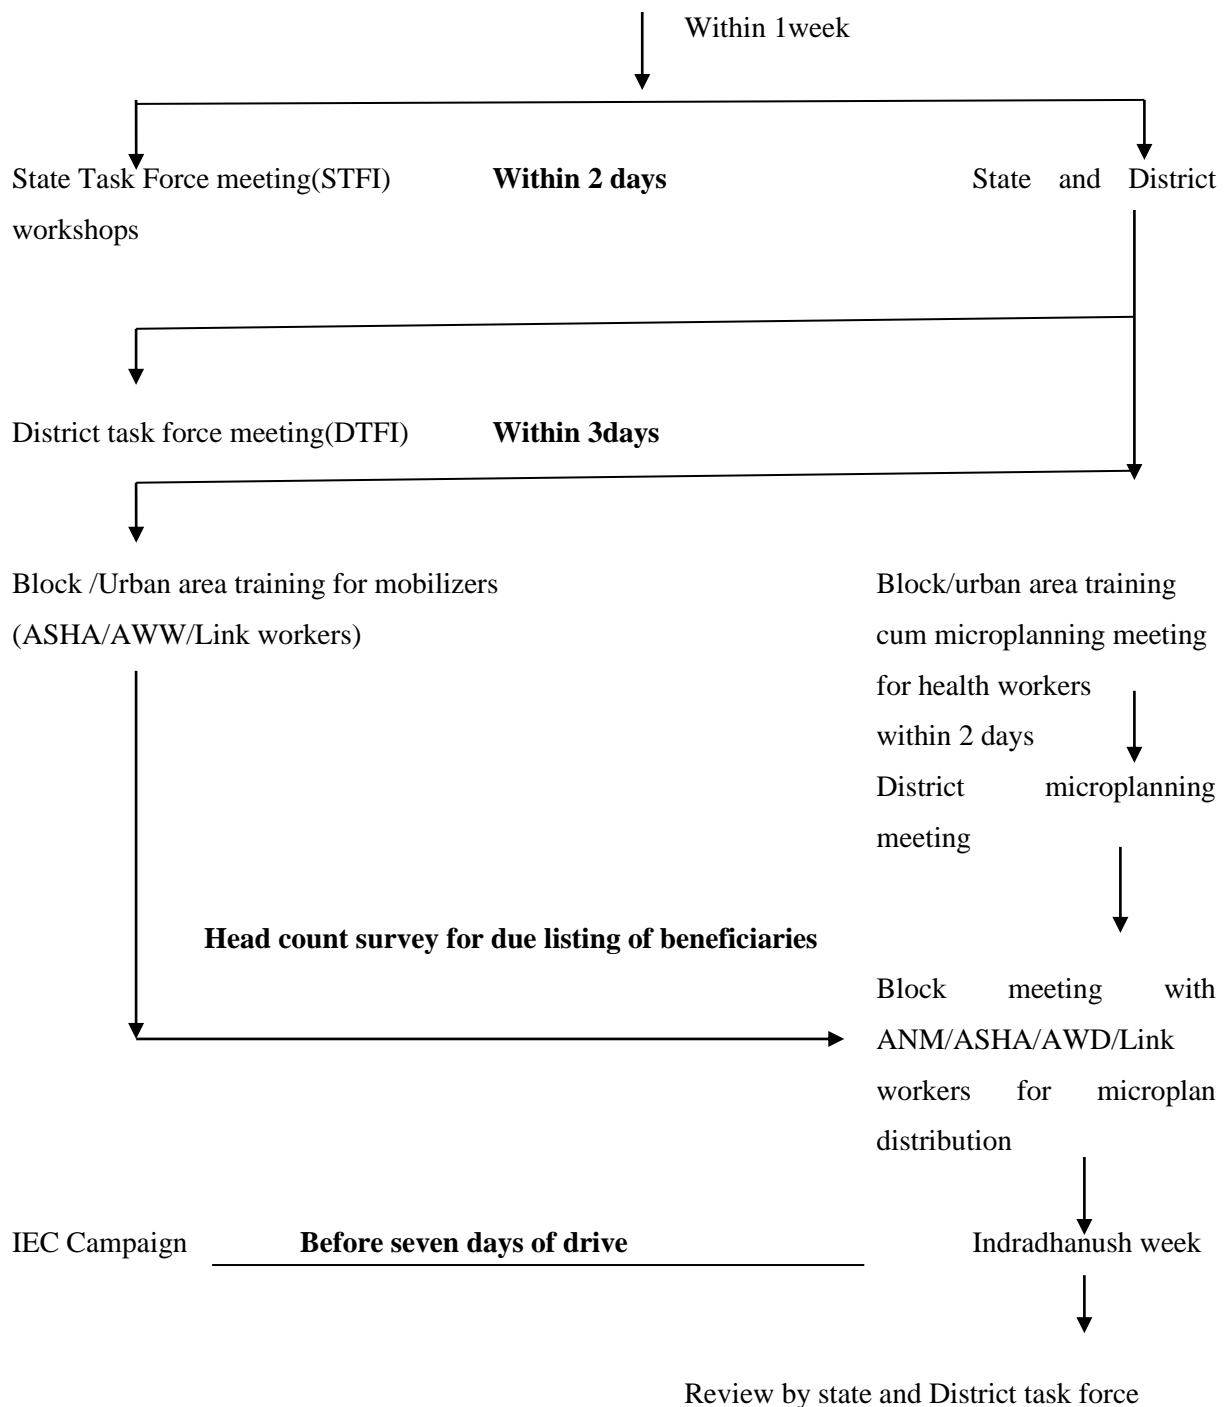 Within 1week
State Task Force meeting(STFI) Within 2 days State and District
workshops
District task force meeting(DTFI) Within 3days
Block /Urban area training for mobilizers
(ASHA/AWW/Link workers)
Block/urban area training
cum microplanning meeting
for health workers
within 2 days
District microplanning
meeting
Head count survey for due listing of beneficiaries
Block meeting with
ANM/ASHA/AWD/Link
workers for microplan
distribution
IEC Campaign Before seven days of drive Indradhanush week
Review by state and District task force